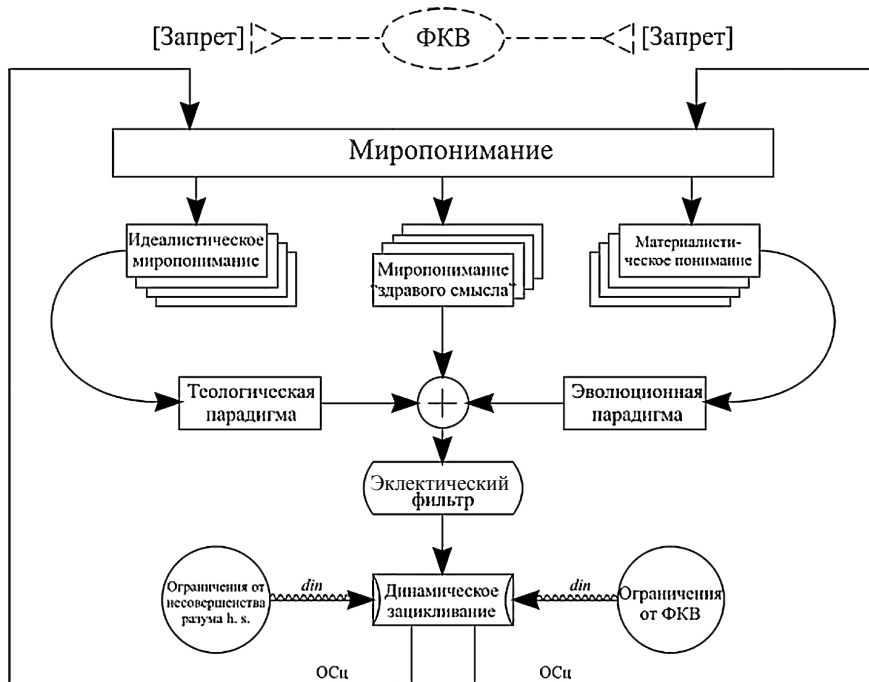 [Запрет]
ФКВ
[Запрет]
Миропонимание
Идеалистическое
миропонимание
Миропонимание
"здравого смысла"
Материалисти-
ческое понимание
Теологическая
парадигма
+
Эволюционная
парадигма
Эклектический
фильтр
Ограничения от
несовершенства
разума h. s.
din
Динамическое
зацикливание
din
Ограничения
от ФКВ
ОСц
ОСц